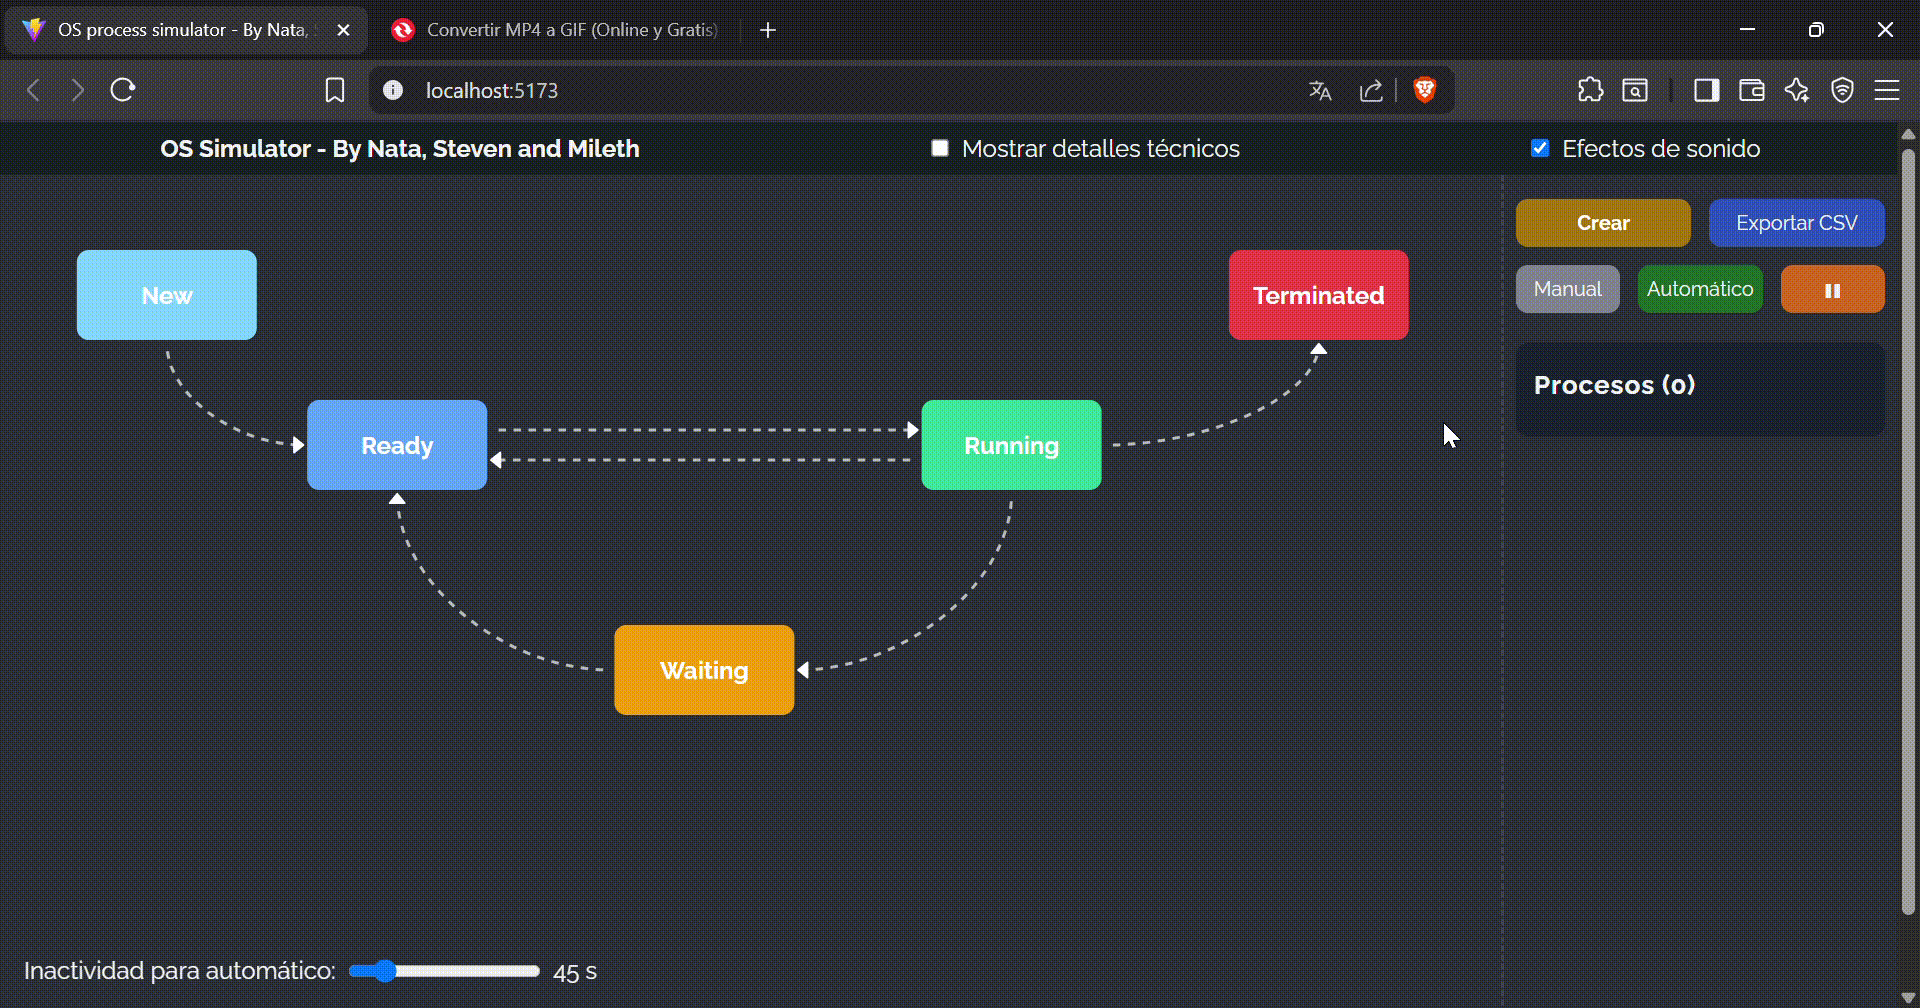 OS process simulator - By Nata,
Convertir MP4 a GIF (Online y Gratis)
localhost:5173
OS Simulator - By Nata, Steven and Mileth
Mostrar detalles técnicos
Efectos de sonido
Crear
Exportar CSV
Manual
Automático
Procesos (0)
New
Terminated
Ready
Running
Waiting
Inactividad para automático:
45 s